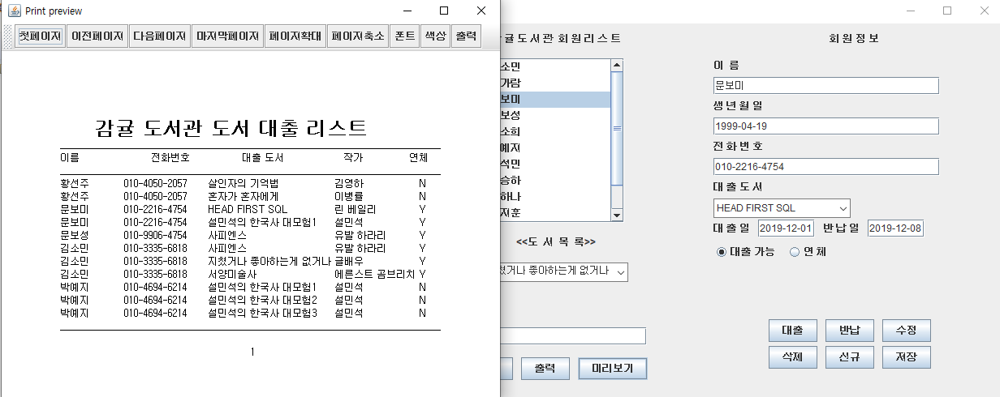 Print preview
첫페이지 이전페이지 다음페이지 마지막페이지 페이지확대 페이지축소 폰트 색상 출력
감귤 도서관 도서 대출 리스트
이름 전화번호 대출 도서 작가 연체
황선주 010-4050-2057 살인자의 기억법 김영하 N
황선주 010-4050-2057 혼자가 혼자에게 이병률 N
문보미 010-2216-4754 HEAD FIRST SQL 린 베일리 Y
문보미 010-2216-4754 설민석의 한국사 대모험1 설민석 Y
문보성 010-9906-4754 사피엔스 유발 하라리 Y
김소민 010-3335-6818 사피엔스 유발 하라리 Y
김소민 010-3335-6818 지쳤거나 좋아하는게 없거나 글배우 Y
김소민 010-3335-6818 서양미술사 에른스트 곰브리치 Y
박예지 010-4694-6214 설민석의 한국사 대모험1 설민석 N
박예지 010-4694-6214 설민석의 한국사 대모험2 설민석 N
박예지 010-4694-6214 설민석의 한국사 대모험3 설민석 N
1
귤도서관 회원리스트
소민
가람
보미
보성
소희
예지
석민
승하
하나
지훈
<<도 서 목 록>>
쳤거나 좋아하는게 없거나
출력 미리보기
회원정보
이 름
문보미
생년월일
1999-04-19
전화번호
010-2216-4754
대출도서
HEAD FIRST SQL
대출일 2019-12-01 반납일 2019-12-08
대출 가능 연체
대출 반납 수정
삭제 신규 저장